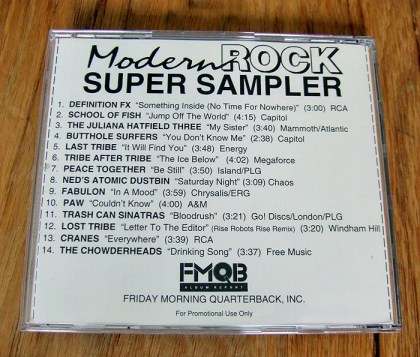 Modern ROCK
SUPER SAMPLER
1. DEFINITION FX "Something Inside (No Time For Nowhere)" (3:00) RCA
2. SCHOOL OF FISH "Jump Off The World" (4:15) Capitol
3. THE JULIANA HATFIELD THREE "My Sister" (3:40) Mammoth/Atlantic
4. BUTTHOLE SURFERS "You Don't Know Me" (2:38) Capitol
5. LAST TRIBE "It Will Find You" (3:48) Energy
6. TRIBE AFTER TRIBE "The Ice Below" (4:02) Megaforce
7. PEACE TOGETHER "Be Still" (3:50) Island/PLG
8. NED'S ATOMIC DUSTBIN "Saturday Night" (3:09) Chaos
9. FABULON "In A Mood" (3:59) Chrysalis/ERG
10. PAW "Couldn't Know" (4:00) A&M
11. TRASH CAN SINATRAS "Bloodrush" (3:21) Go! Discs/London/PLG
12. LOST TRIBE "Letter To The Editor" (Rise Robots Rise Remix) (3:20) Windham Hill
13. CRANES "Everywhere" (3:39) RCA
14. THE CHOWDERHEADS "Drinking Song" (3:37) Free Music
FMQB
ALBUM REPORT
FRIDAY MORNING QUARTERBACK, INC.
For Promotional Use Only